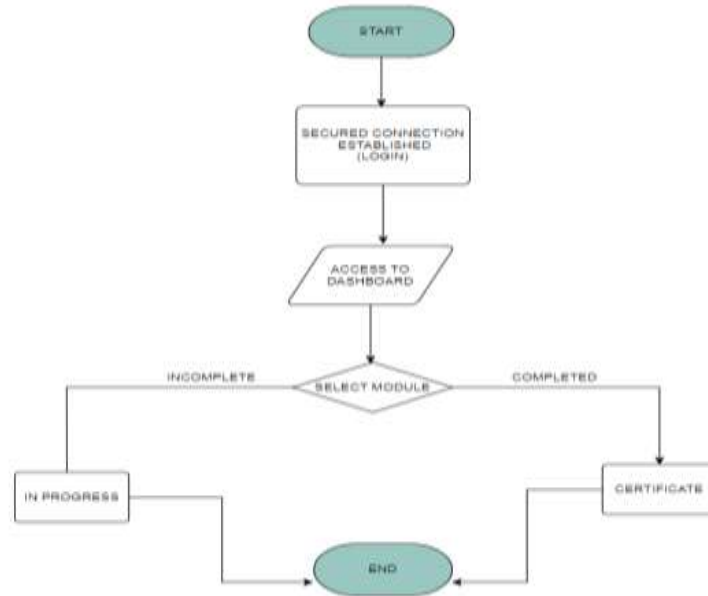 START
SECURED CONNECTION
ESTABLISHED
(LOGIN)
ACCESS TO
DASHBOARD
INCOMPLETE
SELECT MODULE
COMPLETED
IN PROGRESS
CERTIFICATE
END